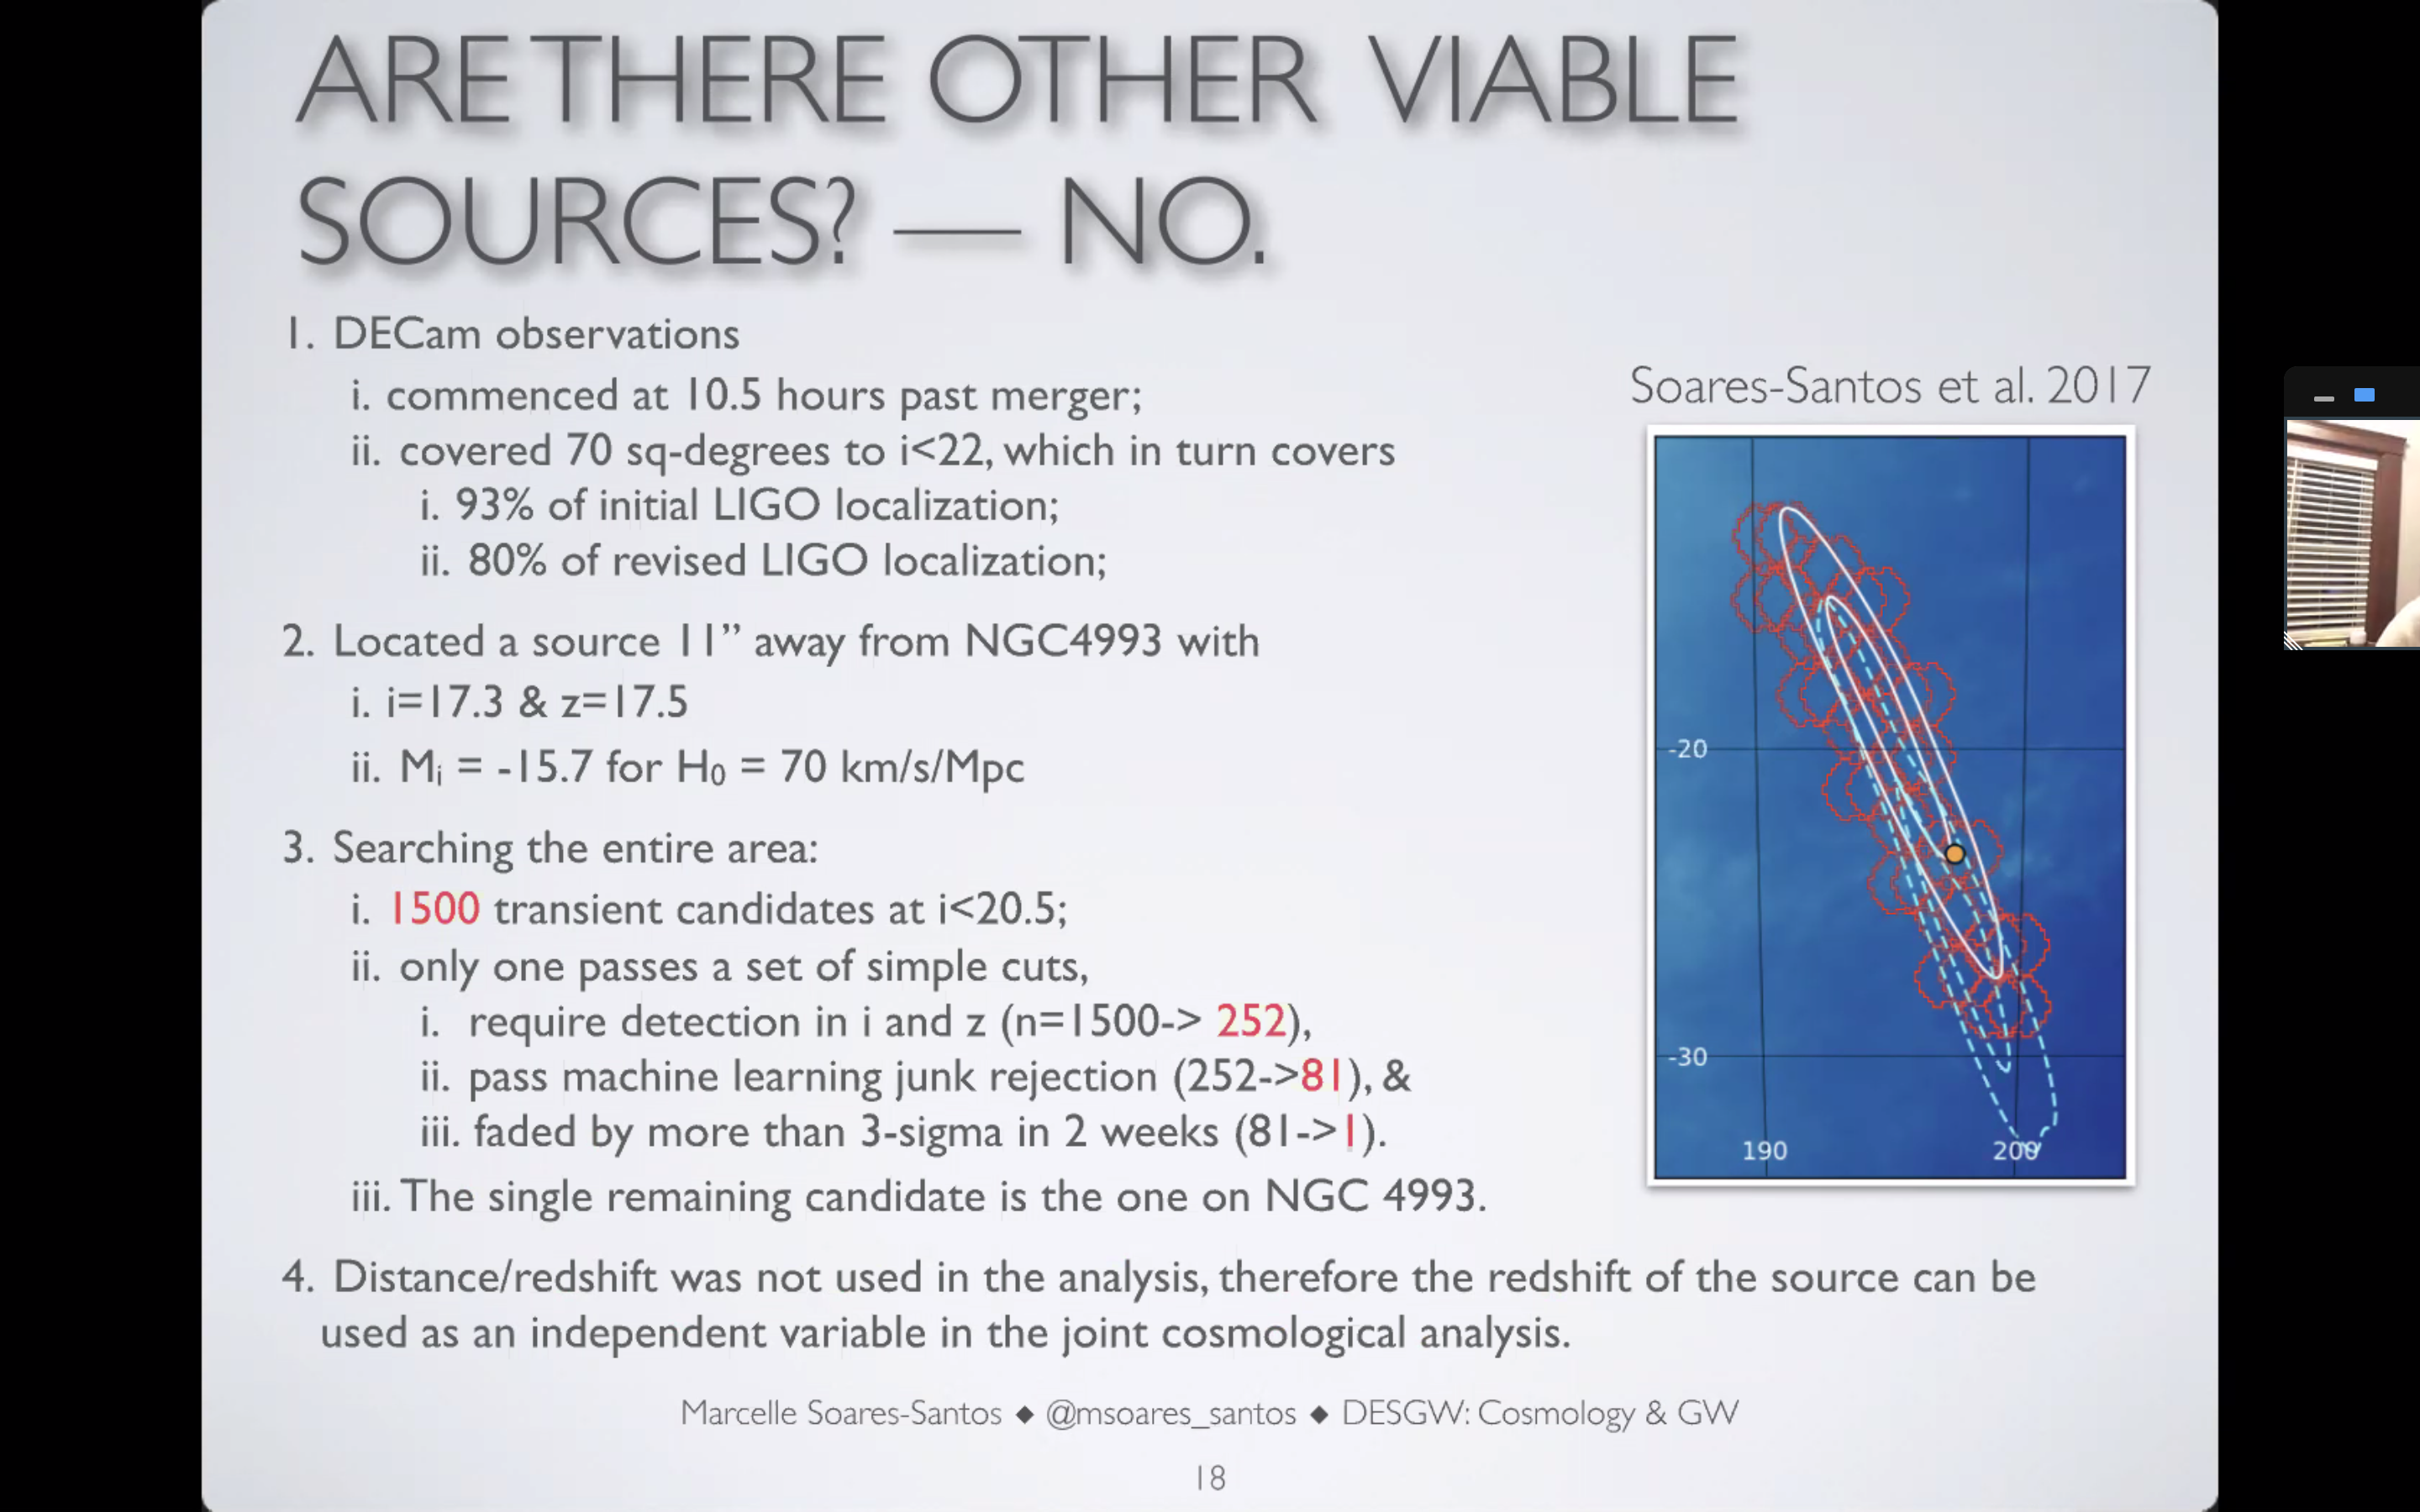 ARE THERE OTHER VIABLE
SOURCES? — NO.
1. DECam observations
i. commenced at 10.5 hours past merger;
ii. covered 70 sq-degrees to i<22, which in turn covers
i. 93% of initial LIGO localization;
ii. 80% of revised LIGO localization;
2. Located a source 11” away from NGC4993 with
i. i=17.3 & z=17.5
ii. Mi = -15.7 for H0 = 70 km/s/Mpc
3. Searching the entire area:
i. 1500 transient candidates at i<20.5;
ii. only one passes a set of simple cuts,
i. require detection in i and z (n=1500-> 252),
ii. pass machine learning junk rejection (252->81), &
iii. faded by more than 3-sigma in 2 weeks (81->1).
iii. The single remaining candidate is the one on NGC 4993.
4. Distance/redshift was not used in the analysis, therefore the redshift of the source can be
used as an independent variable in the joint cosmological analysis.
Soares-Santos et al. 2017
-20
-30
190
200
Marcelle Soares-Santos ◆ @msoares_santos ◆ DESGW: Cosmology & GW
18